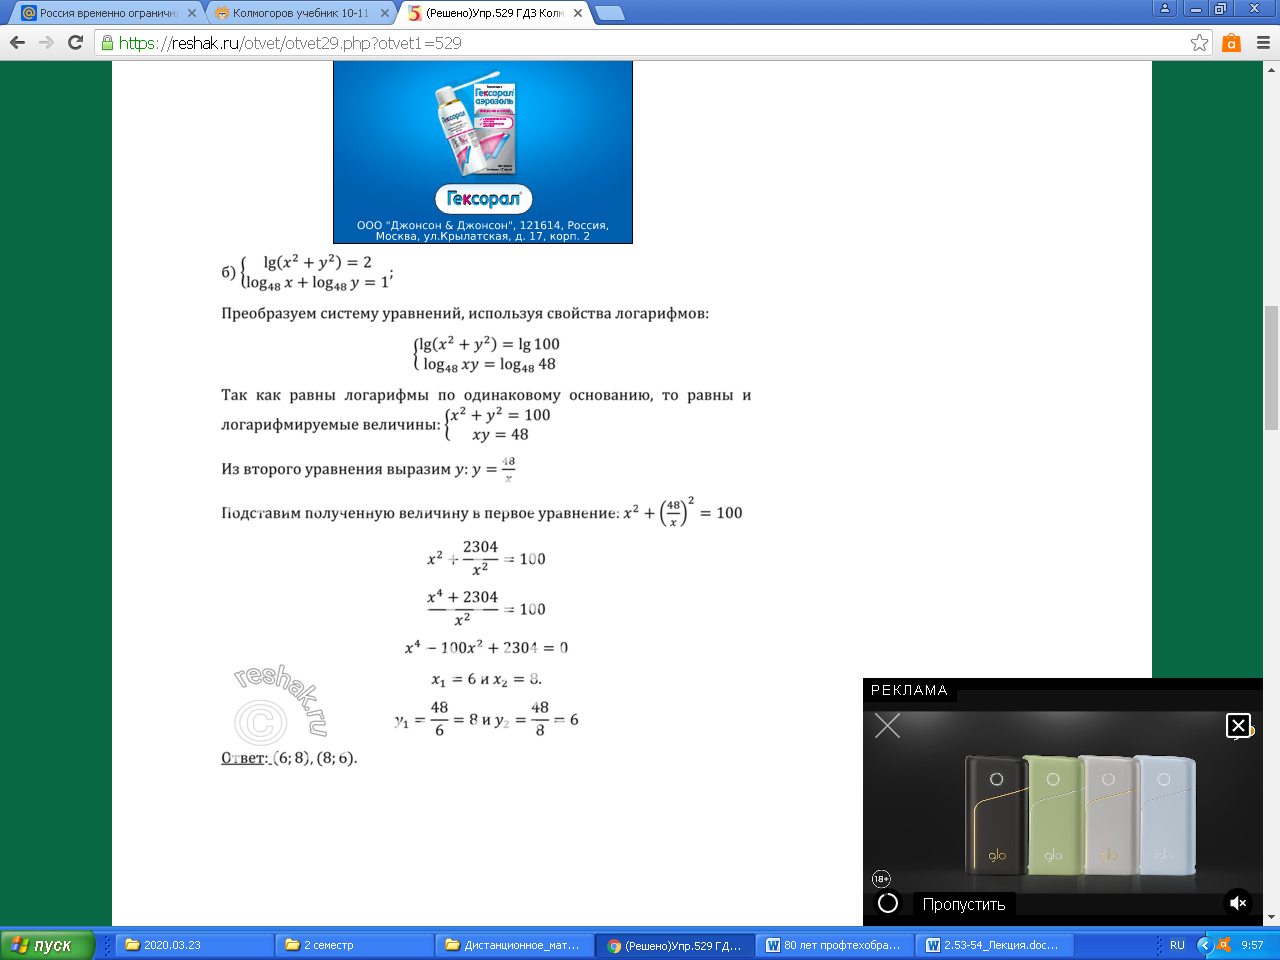 Россия временно ограничи
Колмогоров учебник 10-11
(Решено)Упр.529 ГДЗ Колм
https://reshak.ru/otvet/otvet29.php?otvet1=529
Гексорал
аэрозоль
Гексорал
ООО "Джонсон & Джонсон", 121614, Россия,
Москва, ул.Крылатская, д. 17, корп. 2
б) { lg(x² + y²) = 2
log₄₈ x + log₄₈ y = 1 ;
Преобразуем систему уравнений, используя свойства логарифмов:
{ lg(x² + y²) = lg 100
log₄₈ xy = log₄₈ 48
Так как равны логарифмы по одинаковому основанию, то равны и
логарифмируемые величины: { x² + y² = 100
xy = 48
Из второго уравнения выразим y: y = 48/x
Подставим полученную величину в первое уравнение: x² + (48/x)² = 100
x² + 2304/x² = 100
(x⁴ + 2304)/x² = 100
x⁴ − 100x² + 2304 = 0
x₁ = 6 и x₂ = 8.
y₁ = 48/6 = 8 и y₂ = 48/8 = 6
Ответ: (6; 8), (8; 6).
reshak.ru
©
РЕКЛАМА
glo glo glo glo
18+
Пропустить
пуск
2020.03.23
2 семестр
Дистанционное_мат...
(Решено)Упр.529 ГД...
80 лет профтехобра...
2.53-54_Лекция.doc...
RU
9:57